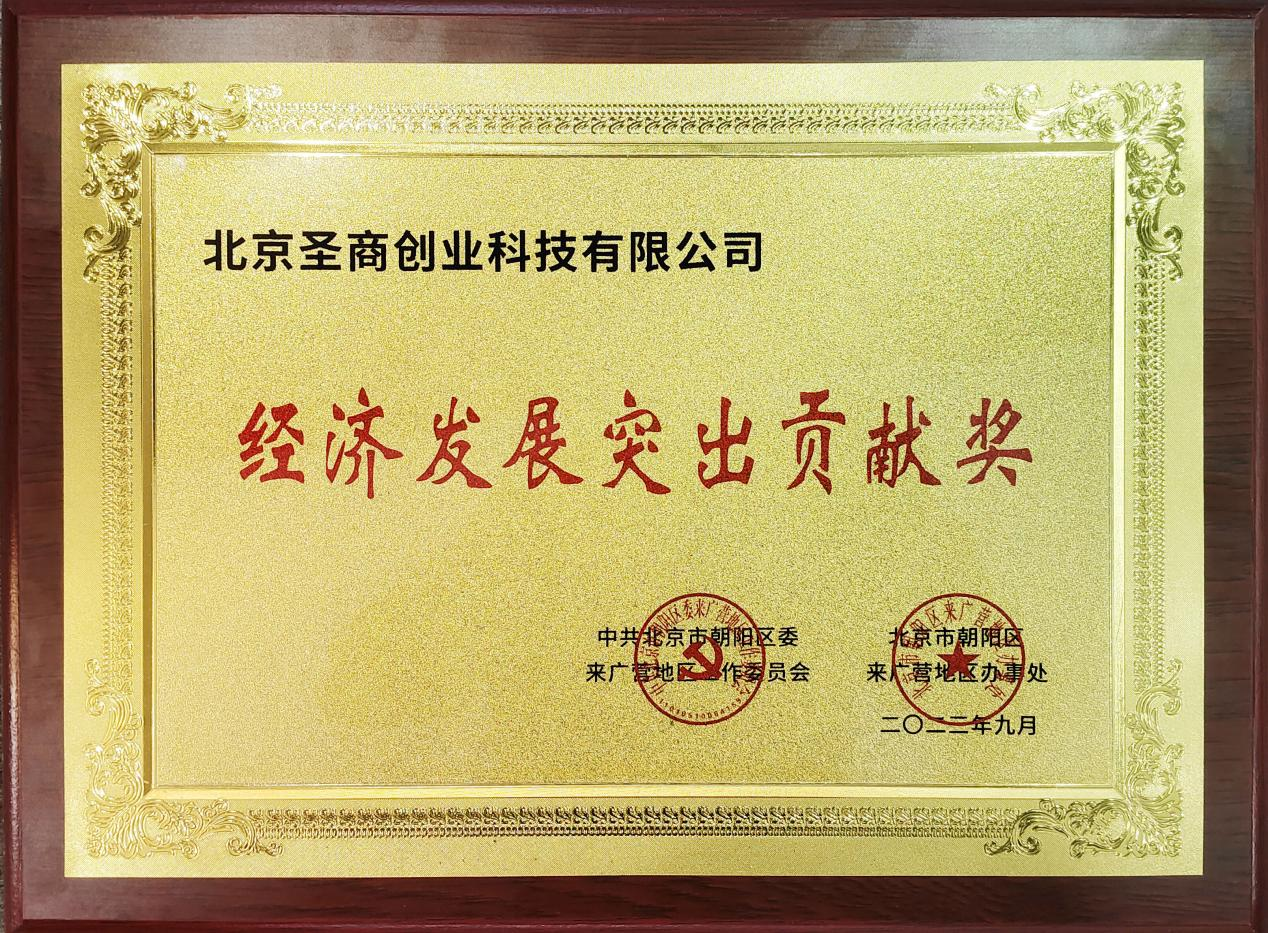 北京圣商创业科技有限公司
经济发展突出贡献奖
中共北京市朝阳区委
来广营地区工作委员会
北京市朝阳区
来广营地区办事处
二〇二二年九月